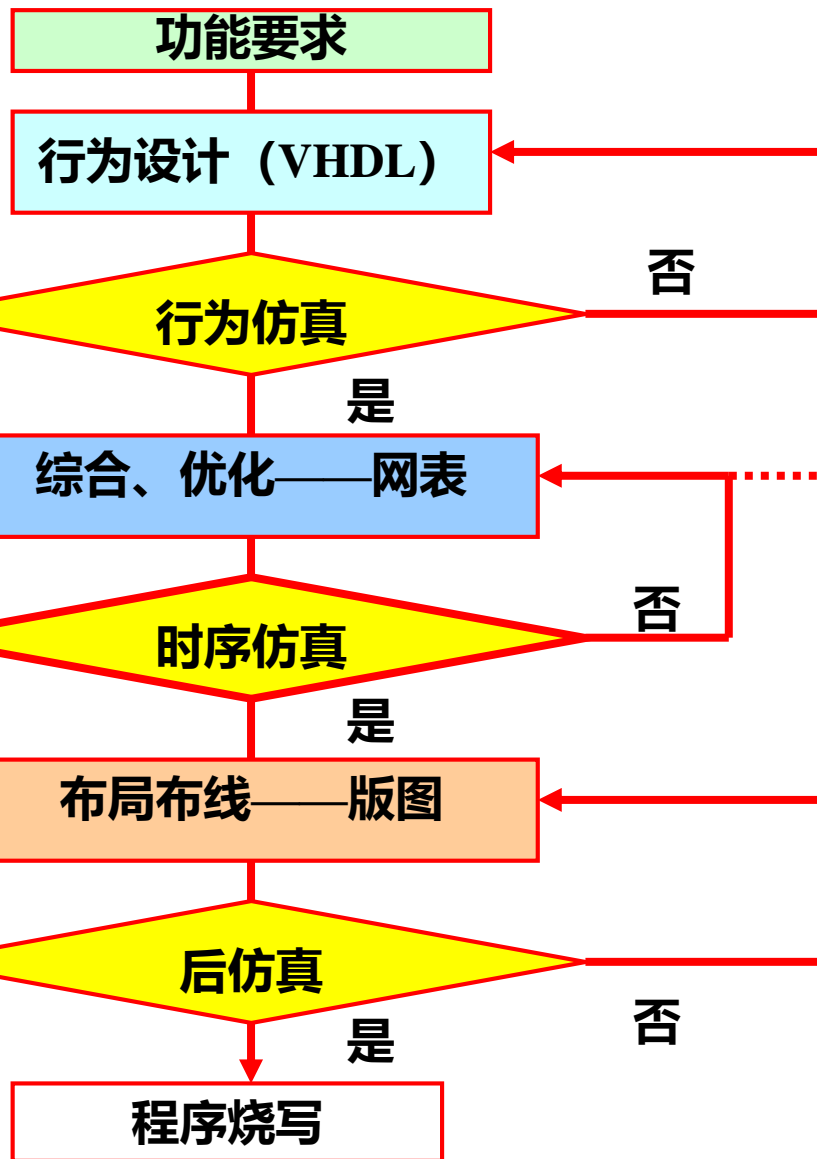 功能要求
行为设计（VHDL）
否
行为仿真
是
综合、优化——网表
否
时序仿真
是
布局布线——版图
后仿真
否
是
程序烧写